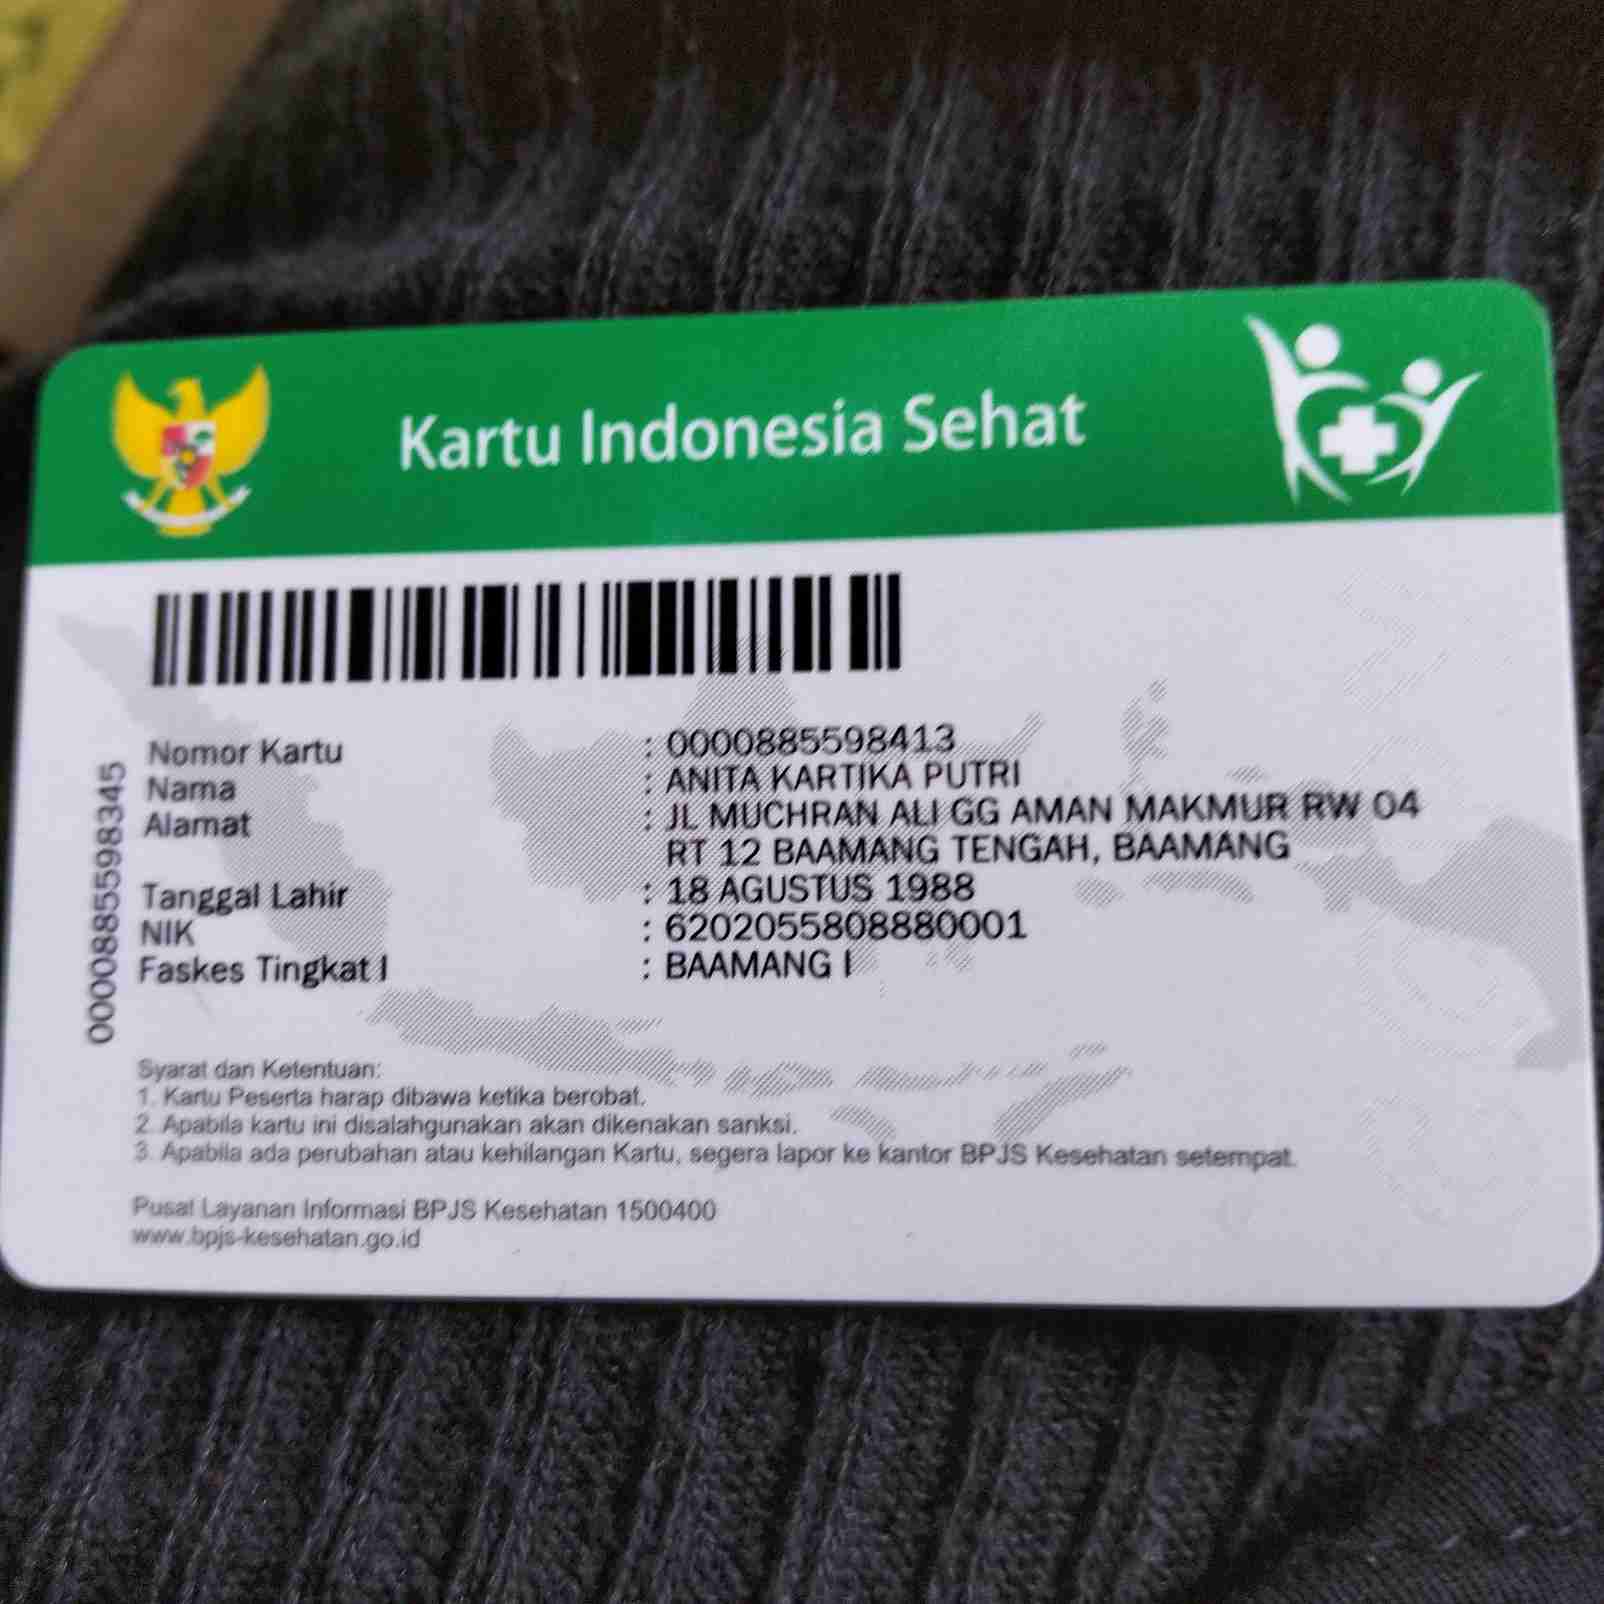 Kartu Indonesia Sehat
Nomor Kartu : 0000885598413
Nama : ANITA KARTIKA PUTRI
Alamat : JL MUCHRAN ALI GG AMAN MAKMUR RW 04
RT 12 BAAMANG TENGAH, BAAMANG
Tanggal Lahir : 18 AGUSTUS 1988
NIK : 6202055808880001
Faskes Tingkat I : BAAMANG I
0000885598345
Syarat dan Ketentuan:
1. Kartu Peserta harap dibawa ketika berobat.
2. Apabila kartu ini disalahgunakan akan dikenakan sanksi.
3. Apabila ada perubahan atau kehilangan Kartu, segera lapor ke kantor BPJS Kesehatan setempat.
Pusat Layanan Informasi BPJS Kesehatan 1500400
www.bpjs-kesehatan.go.id